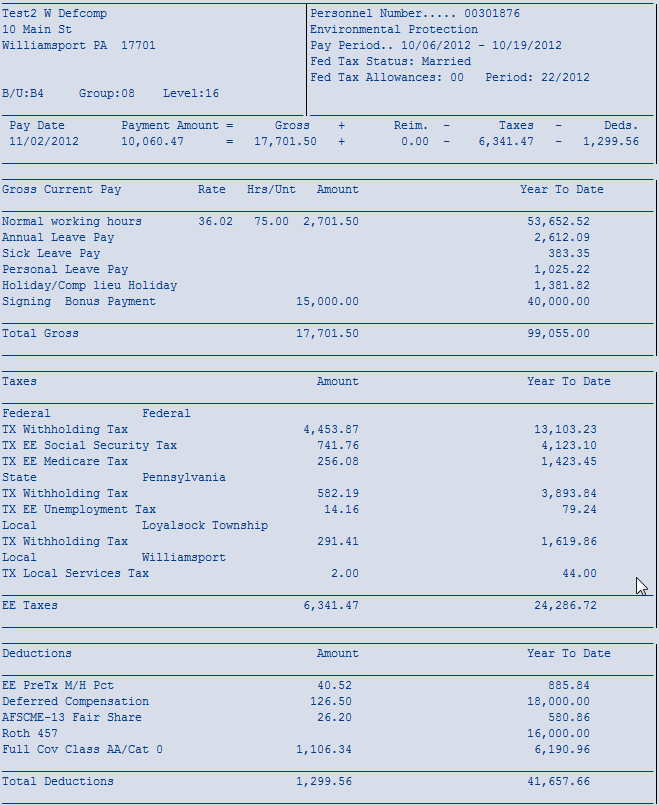 Test2 W Defcomp
10 Main St
Williamsport PA 17701
B/U:B4 Group:08 Level:16
Personnel Number..... 00301876
Environmental Protection
Pay Period.. 10/06/2012 - 10/19/2012
Fed Tax Status: Married
Fed Tax Allowances: 00 Period: 22/2012
Pay Date Payment Amount = Gross + Reim. - Taxes - Deds.
11/02/2012 10,060.47 = 17,701.50 + 0.00 - 6,341.47 - 1,299.56
Gross Current Pay Rate Hrs/Unt Amount Year To Date
Normal working hours 36.02 75.00 2,701.50 53,652.52
Annual Leave Pay 2,612.09
Sick Leave Pay 383.35
Personal Leave Pay 1,025.22
Holiday/Comp lieu Holiday 1,381.82
Signing Bonus Payment 15,000.00 40,000.00
Total Gross 17,701.50 99,055.00
Taxes Amount Year To Date
Federal Federal
TX Withholding Tax 4,453.87 13,103.23
TX EE Social Security Tax 741.76 4,123.10
TX EE Medicare Tax 256.08 1,423.45
State Pennsylvania
TX Withholding Tax 582.19 3,893.84
TX EE Unemployment Tax 14.16 79.24
Local Loyalsock Township
TX Withholding Tax 291.41 1,619.86
Local Williamsport
TX Local Services Tax 2.00 44.00
EE Taxes 6,341.47 24,286.72
Deductions Amount Year To Date
EE PreTx M/H Pct 40.52 885.84
Deferred Compensation 126.50 18,000.00
AFSCME-13 Fair Share 26.20 580.86
Roth 457 16,000.00
Full Cov Class AA/Cat 0 1,106.34 6,190.96
Total Deductions 1,299.56 41,657.66